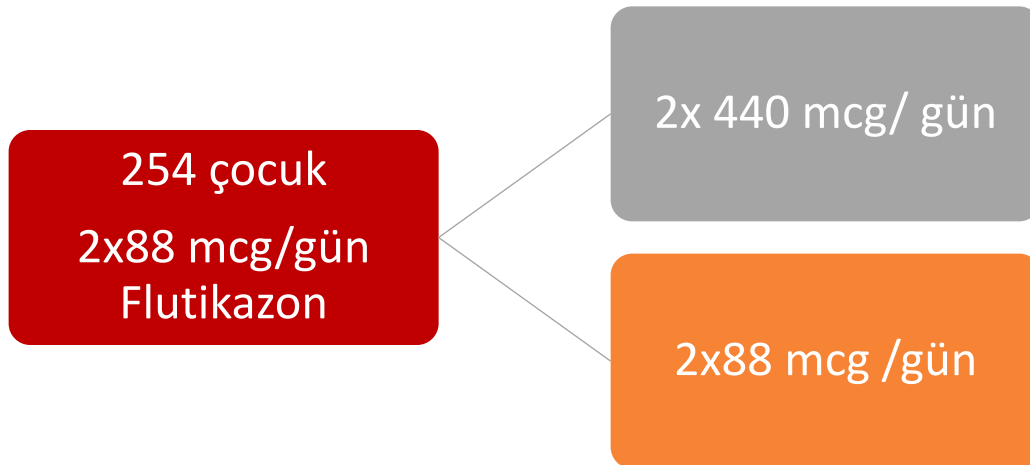 254 çocuk
2x88 mcg/gün
Flutikazon
2x 440 mcg/ gün
2x88 mcg /gün